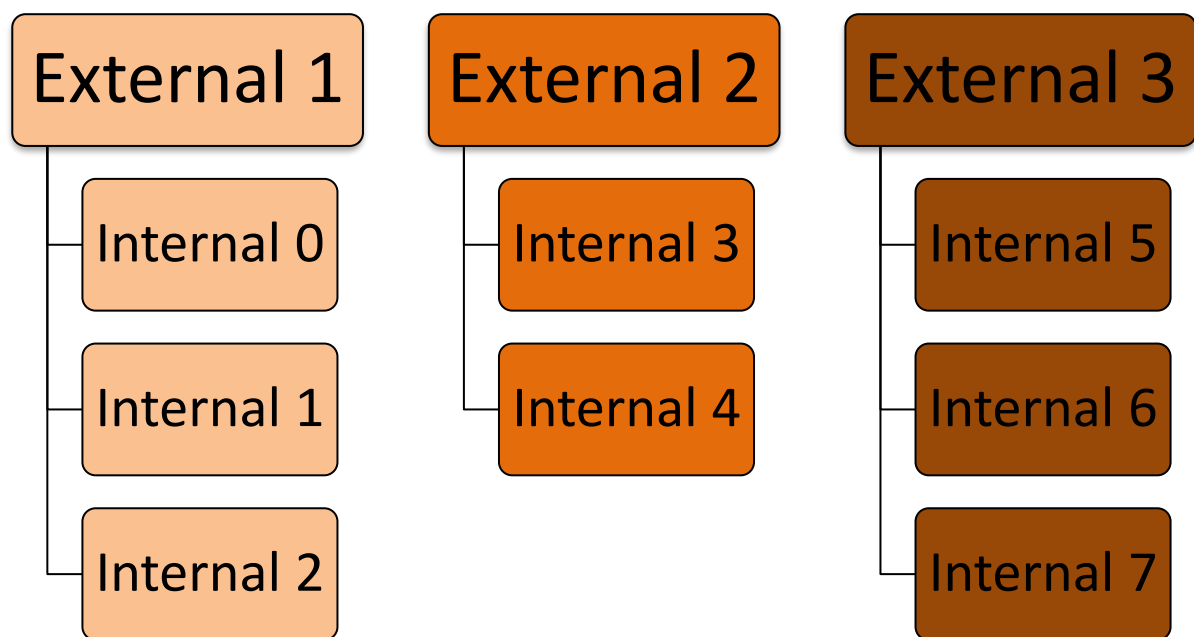 External 1
Internal 0
Internal 1
Internal 2
External 2
Internal 3
Internal 4
External 3
Internal 5
Internal 6
Internal 7